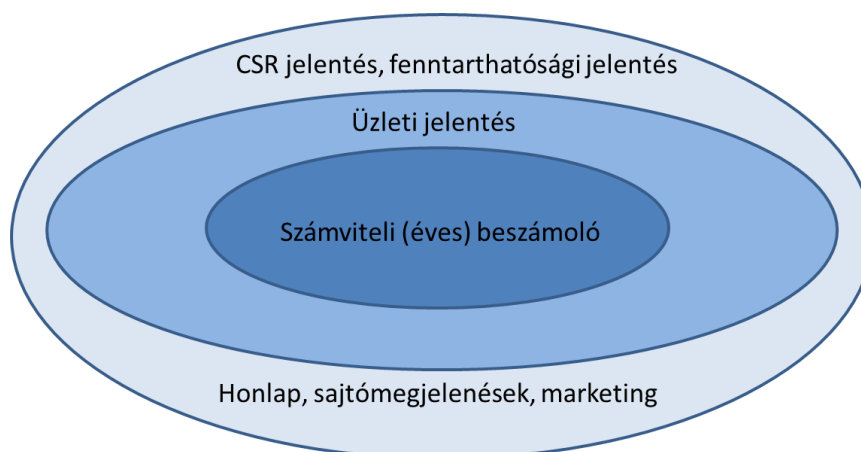 CSR jelentés, fenntarthatósági jelentés
Üzleti jelentés
Számviteli (éves) beszámoló
Honlap, sajtómegjelenések, marketing